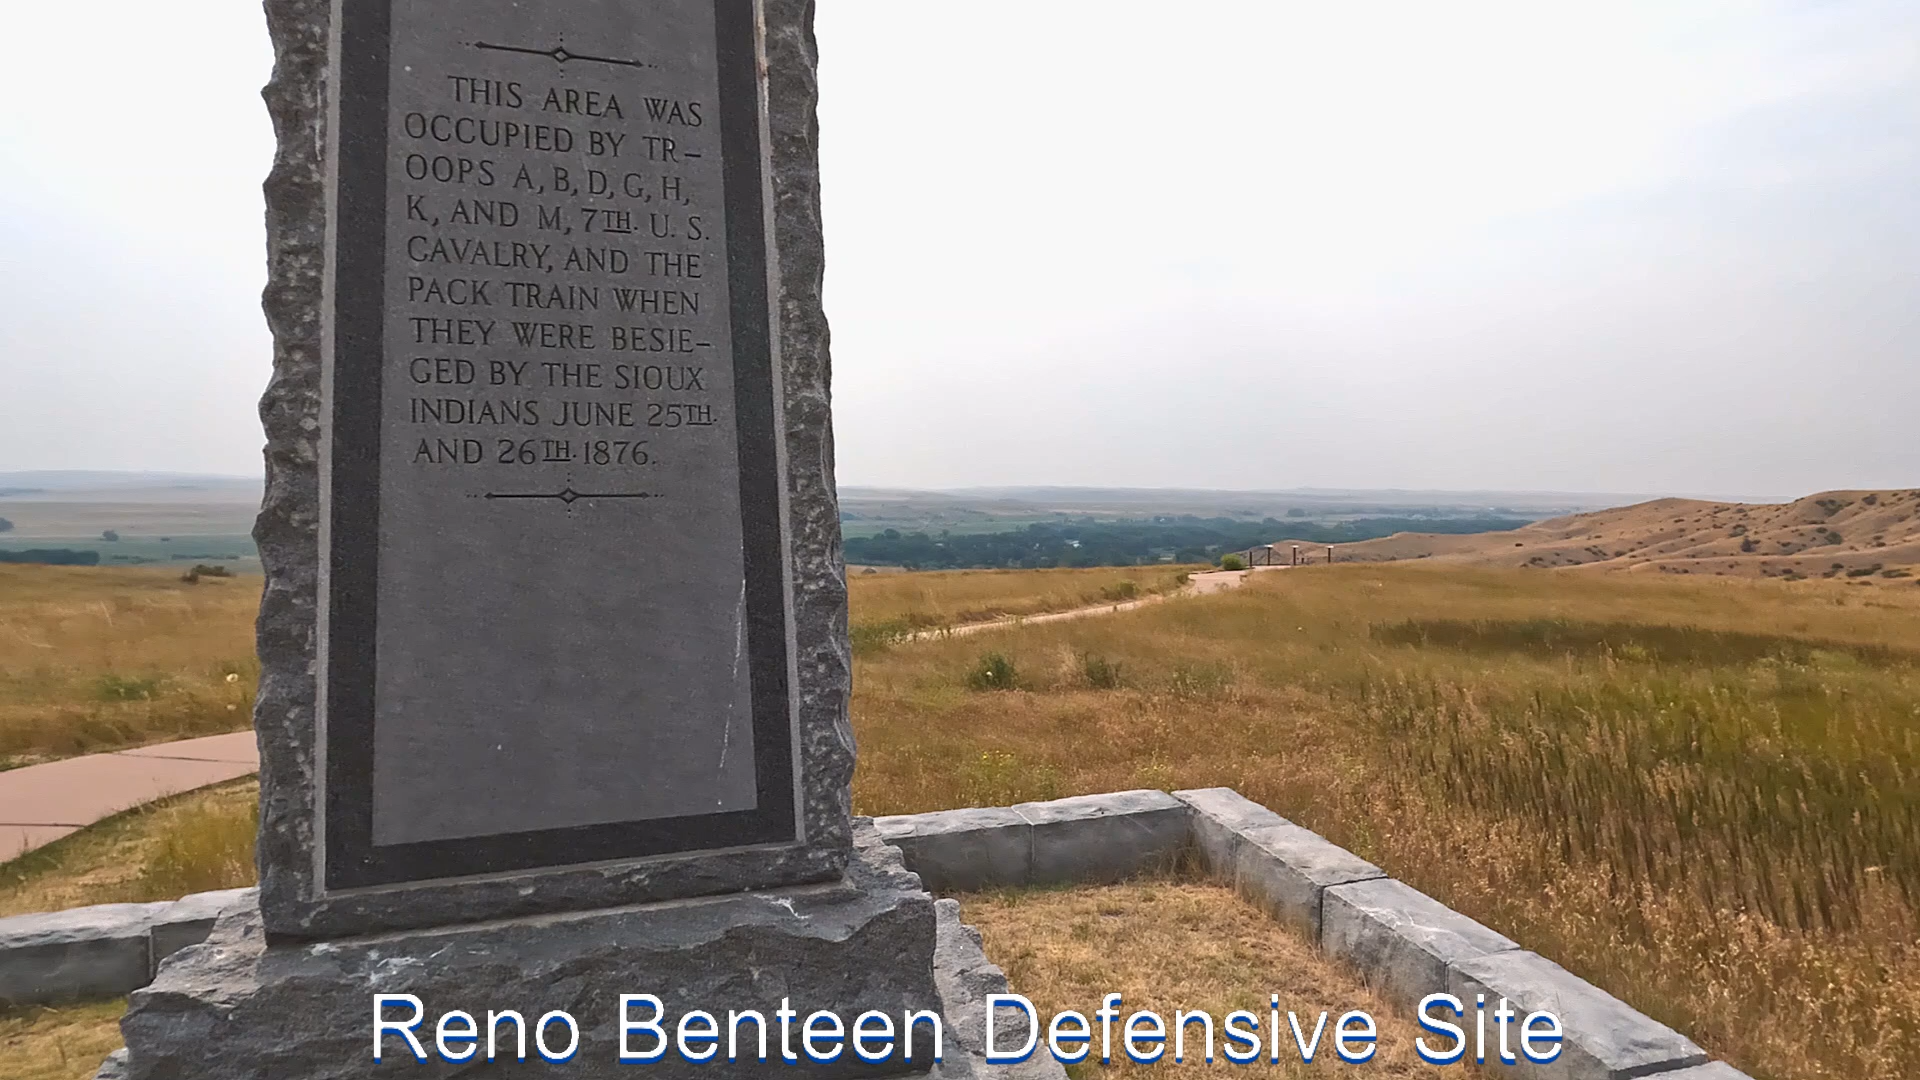 THIS AREA WAS
OCCUPIED BY TR-
OOPS A, B, D, G, H,
K, AND M, 7TH. U. S.
CAVALRY, AND THE
PACK TRAIN WHEN
THEY WERE BESIE-
GED BY THE SIOUX
INDIANS JUNE 25TH.
AND 26TH. 1876.
Reno Benteen Defensive Site